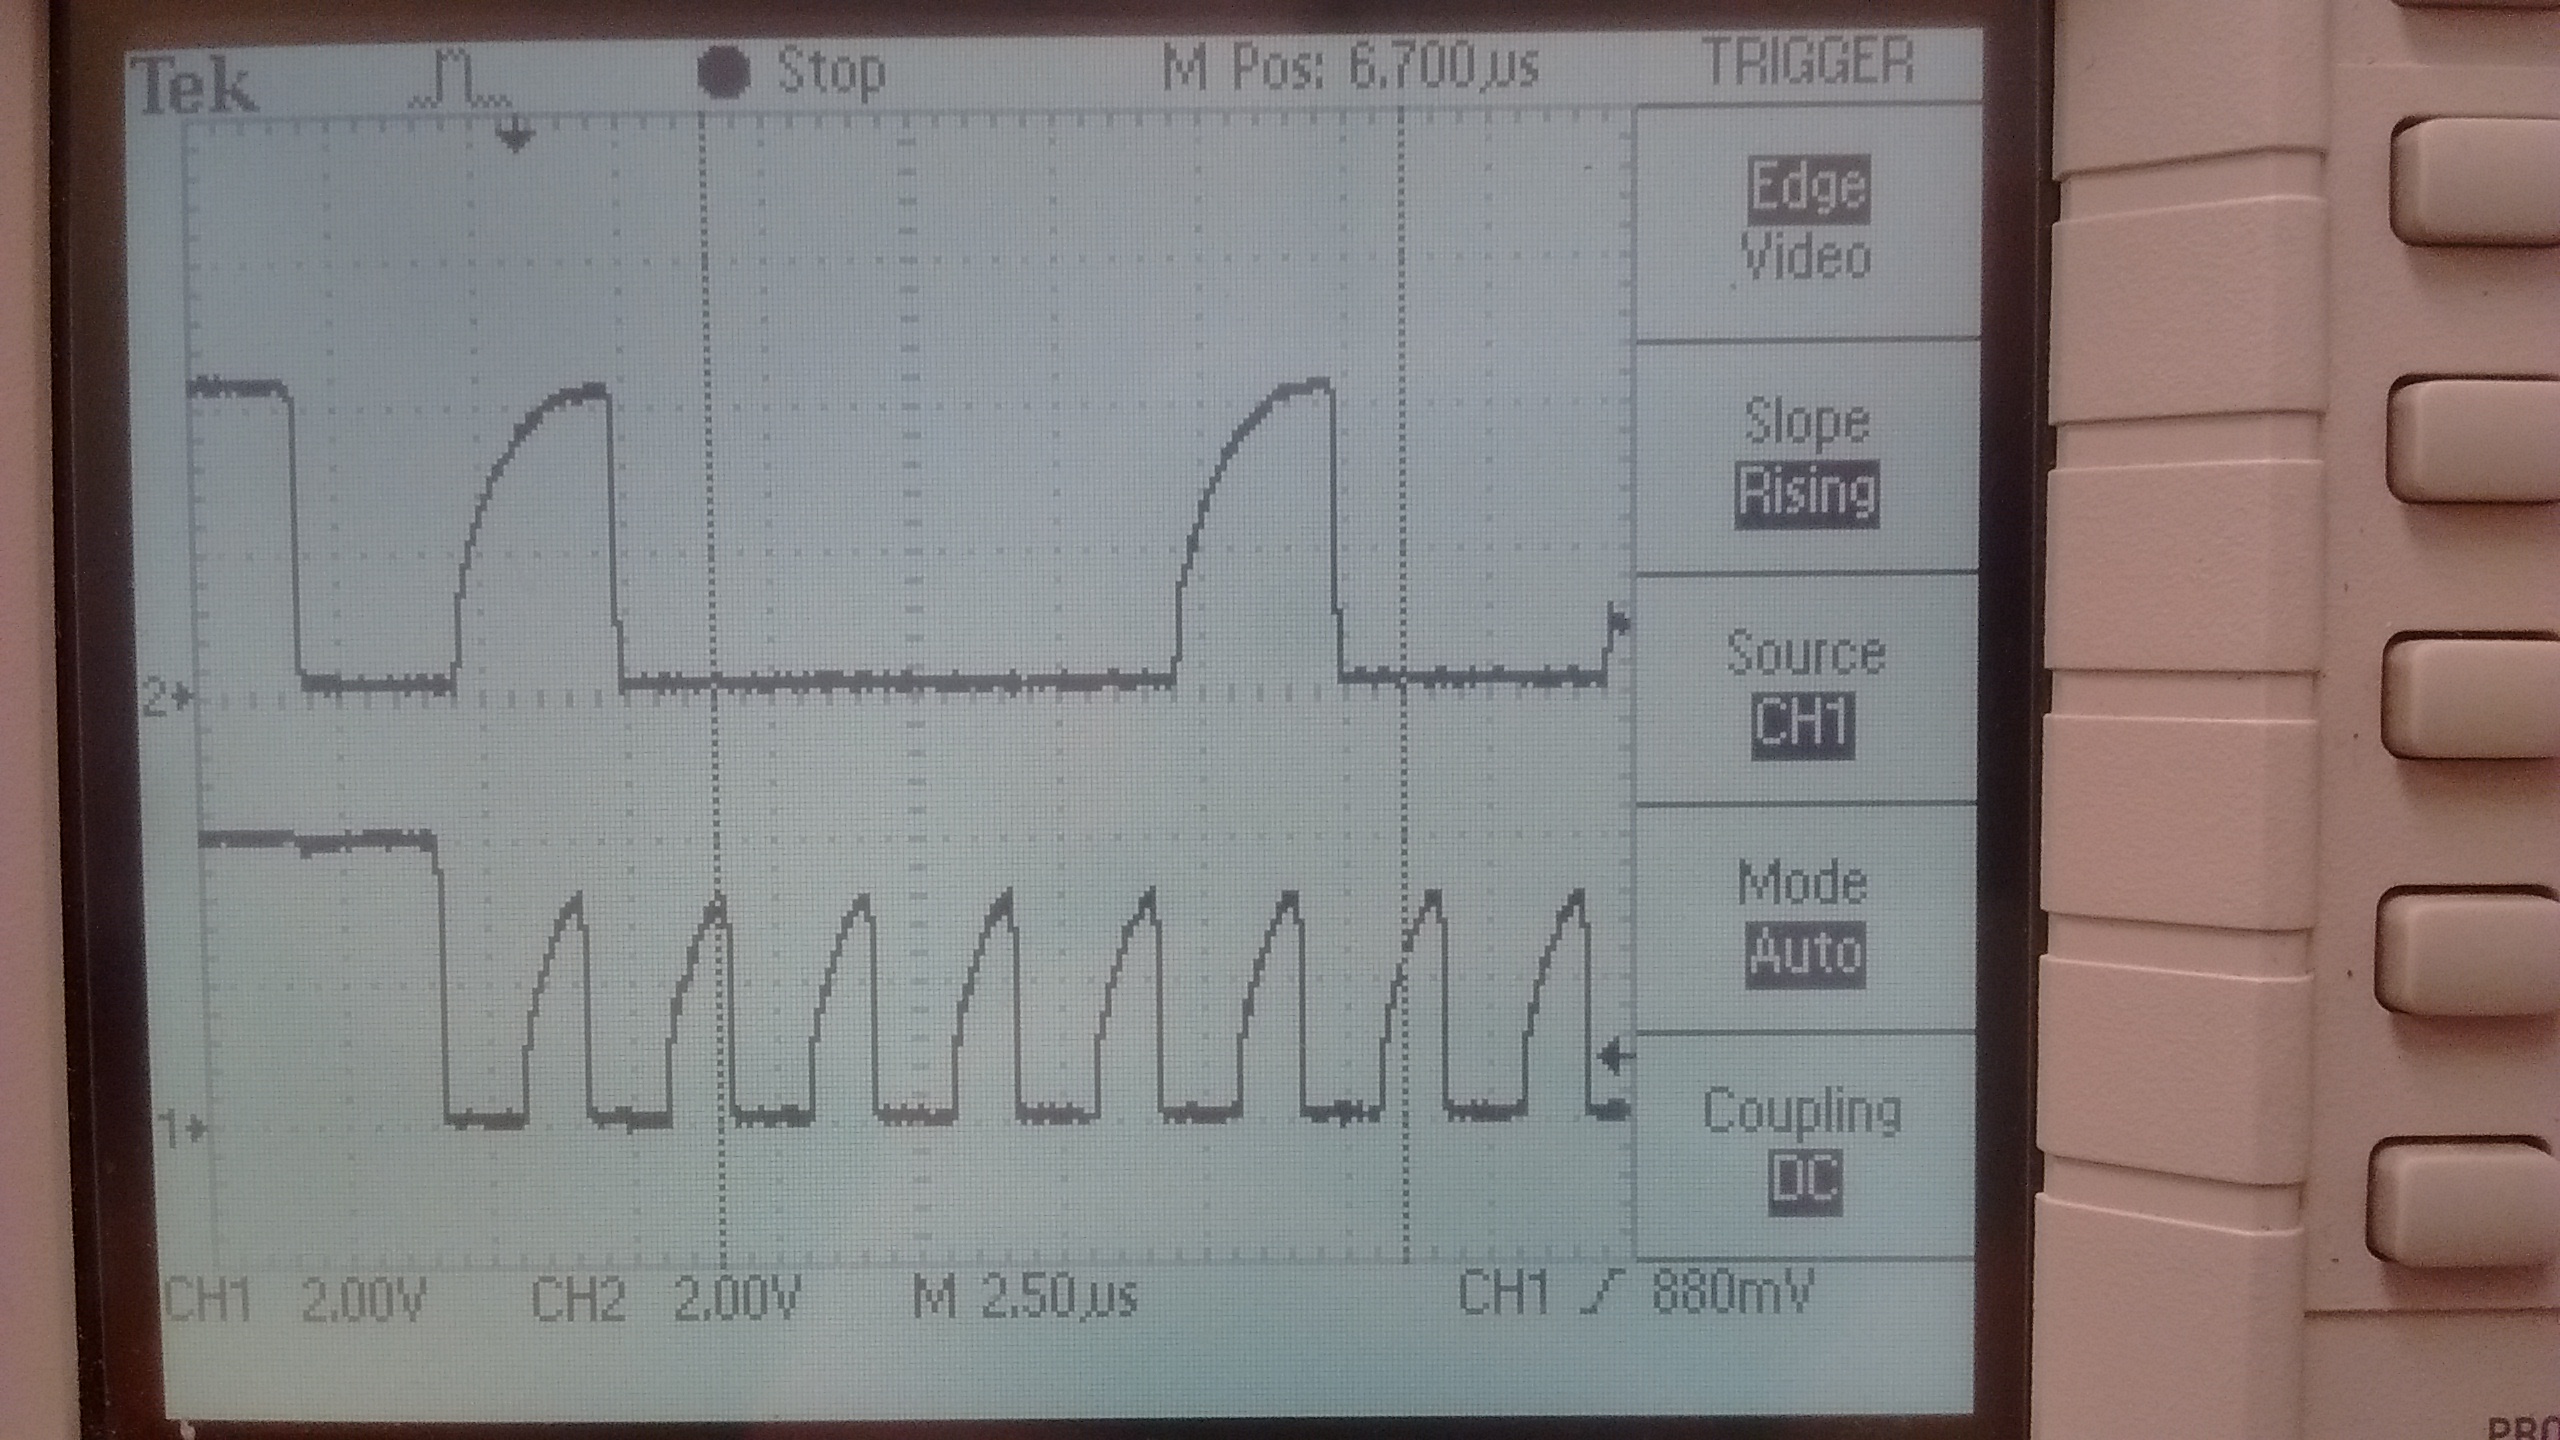 Tek Stop M Pos: 6.700µs TRIGGER
Edge
Video
Slope
Rising
Source
CH1
2
Mode
Auto
Coupling
DC
1
CH1 2.00V CH2 2.00V M 2.50µs CH1 880mV